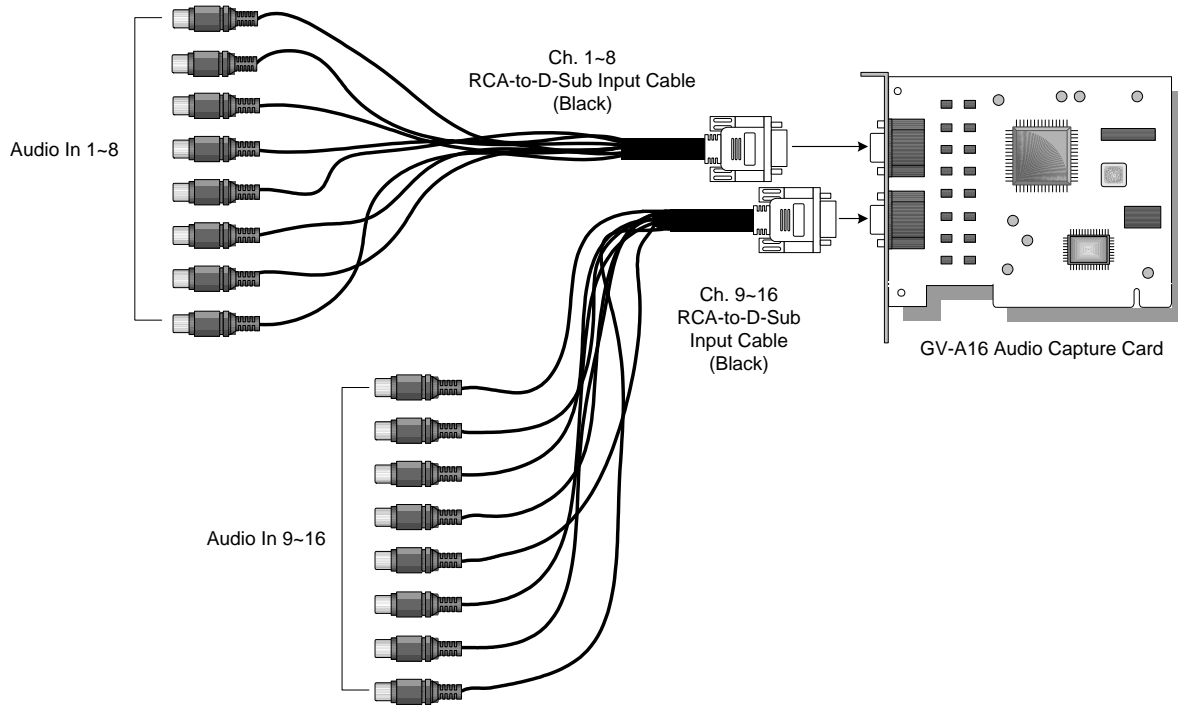 Ch. 1~8
RCA-to-D-Sub Input Cable
(Black)
Audio In 1~8
Ch. 9~16
RCA-to-D-Sub
Input Cable
(Black)
GV-A16 Audio Capture Card
Audio In 9~16